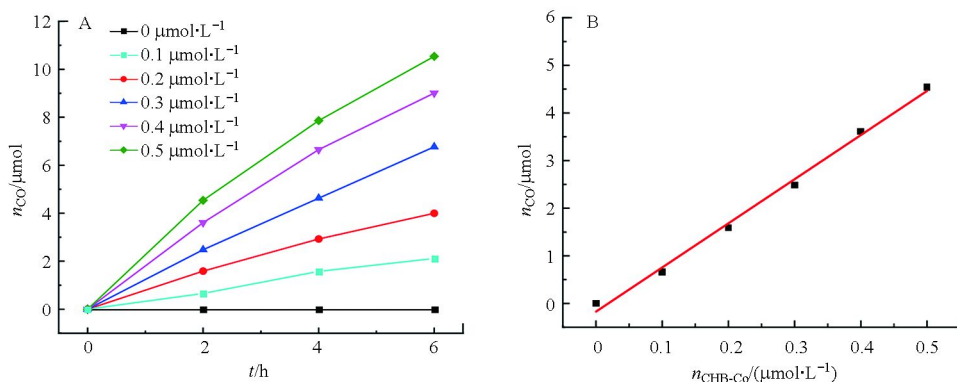 A
0 μmol·L⁻¹
0.1 μmol·L⁻¹
0.2 μmol·L⁻¹
0.3 μmol·L⁻¹
0.4 μmol·L⁻¹
0.5 μmol·L⁻¹
12
10
8
6
4
2
0
n_CO/μmol
0 2 4 6
t/h
B
6
5
4
3
2
1
0
n_CO/μmol
0 0.1 0.2 0.3 0.4 0.5
n_CHB-Co/(μmol·L⁻¹)